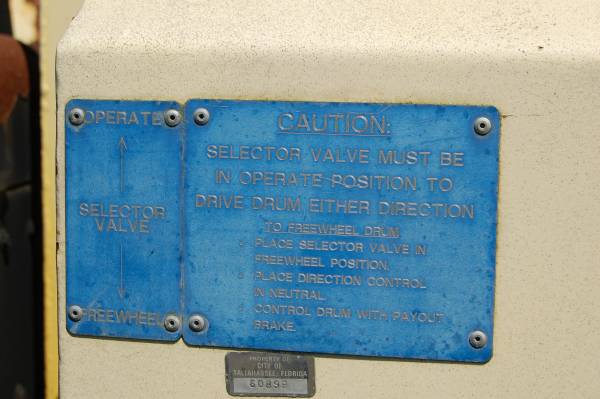 OPERATE
SELECTOR
VALVE
FREEWHEEL
CAUTION:
SELECTOR VALVE MUST BE
IN OPERATE POSITION TO
DRIVE DRUM EITHER DIRECTION
TO FREEWHEEL DRUM
PLACE SELECTOR VALVE IN
FREEWHEEL POSITION.
PLACE DIRECTION CONTROL
IN NEUTRAL.
CONTROL DRUM WITH PAYOUT
BRAKE.
PROPERTY OF
CITY OF
TALLAHASSEE, FLORIDA